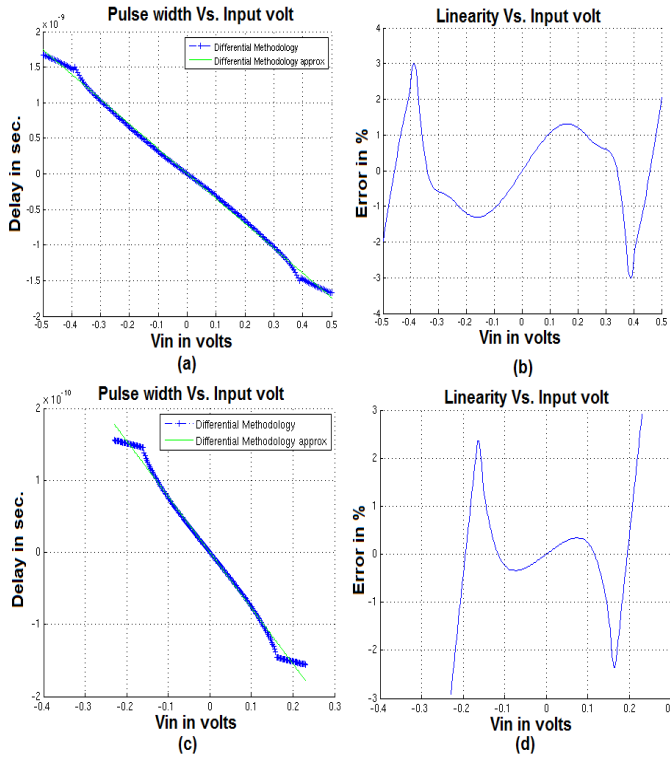 Pulse width Vs. Input volt
x 10^-9
2
1.5
1
0.5
0
-0.5
-1
-1.5
-2
Delay in sec.
Differential Methodology
Differential Methodology approx
-0.5 -0.4 -0.3 -0.2 -0.1 0 0.1 0.2 0.3 0.4 0.5
Vin in volts
(a)
Linearity Vs. Input volt
4
3
2
1
0
-1
-2
-3
-4
Error in %
-0.5 -0.4 -0.3 -0.2 -0.1 0 0.1 0.2 0.3 0.4 0.5
Vin in volts
(b)
Pulse width Vs. Input volt
x 10^-10
2
1
0
-1
-2
Delay in sec.
Differential Methodology
Differential Methodology approx
-0.4 -0.3 -0.2 -0.1 0 0.1 0.2 0.3
Vin in volts
(c)
Linearity Vs. Input volt
3
2
1
0
-1
-2
-3
Error in %
-0.4 -0.3 -0.2 -0.1 0 0.1 0.2
Vin in volts
(d)